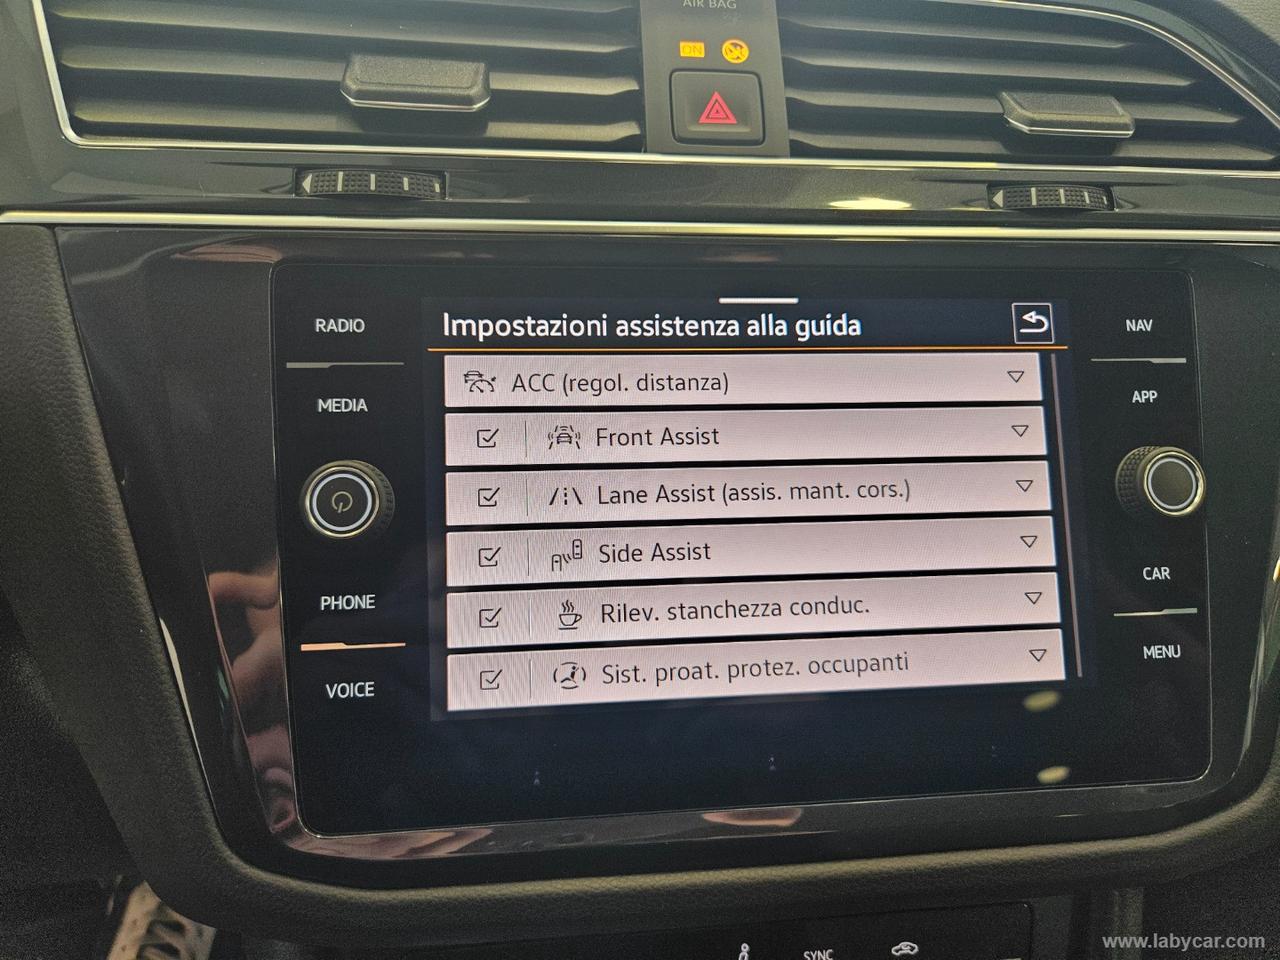 AIR BAG
ON
RADIO
MEDIA
PHONE
VOICE
Impostazioni assistenza alla guida
ACC (regol. distanza)
Front Assist
Lane Assist (assis. mant. cors.)
Side Assist
Rilev. stanchezza conduc.
Sist. proat. protez. occupanti
NAV
APP
CAR
MENU
SYNC
www.labycar.com